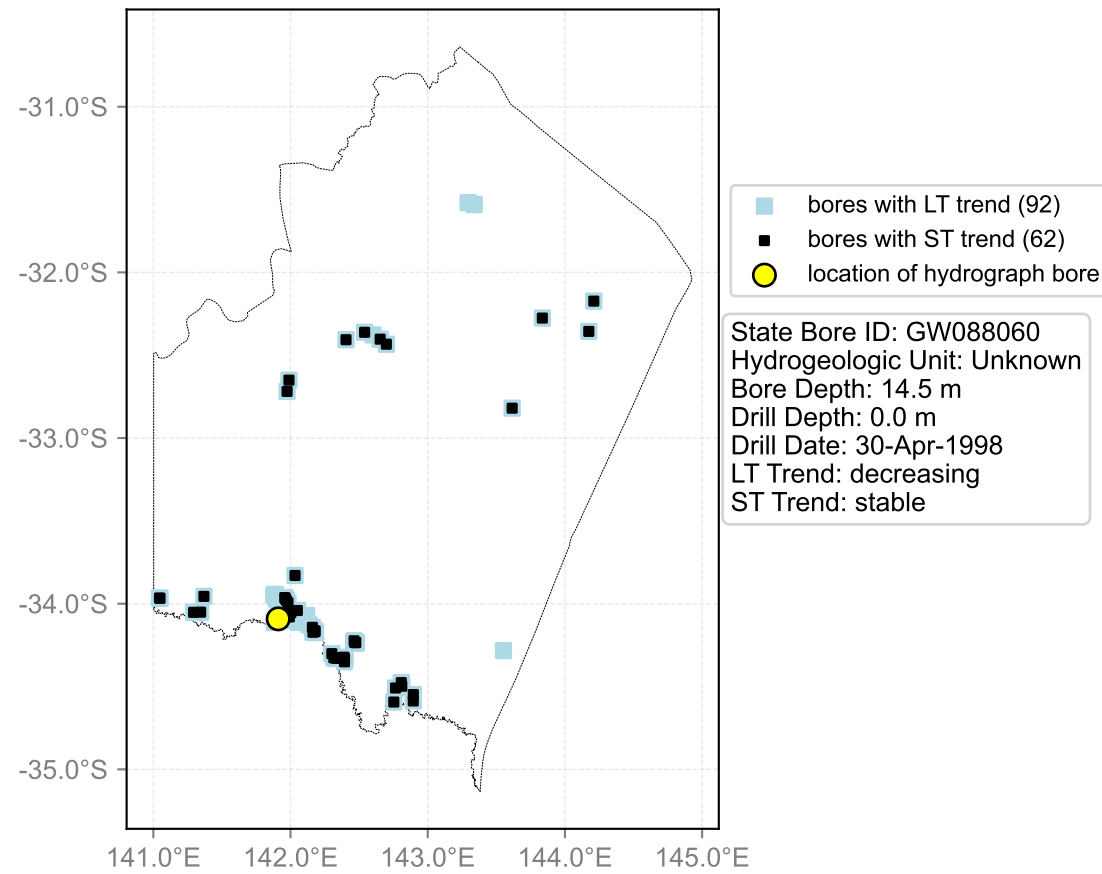 -31.0°S
-32.0°S
-33.0°S
-34.0°S
-35.0°S
141.0°E
142.0°E
143.0°E
144.0°E
145.0°E
bores with LT trend (92)
bores with ST trend (62)
location of hydrograph bore
State Bore ID: GW088060
Hydrogeologic Unit: Unknown
Bore Depth: 14.5 m
Drill Depth: 0.0 m
Drill Date: 30-Apr-1998
LT Trend: decreasing
ST Trend: stable